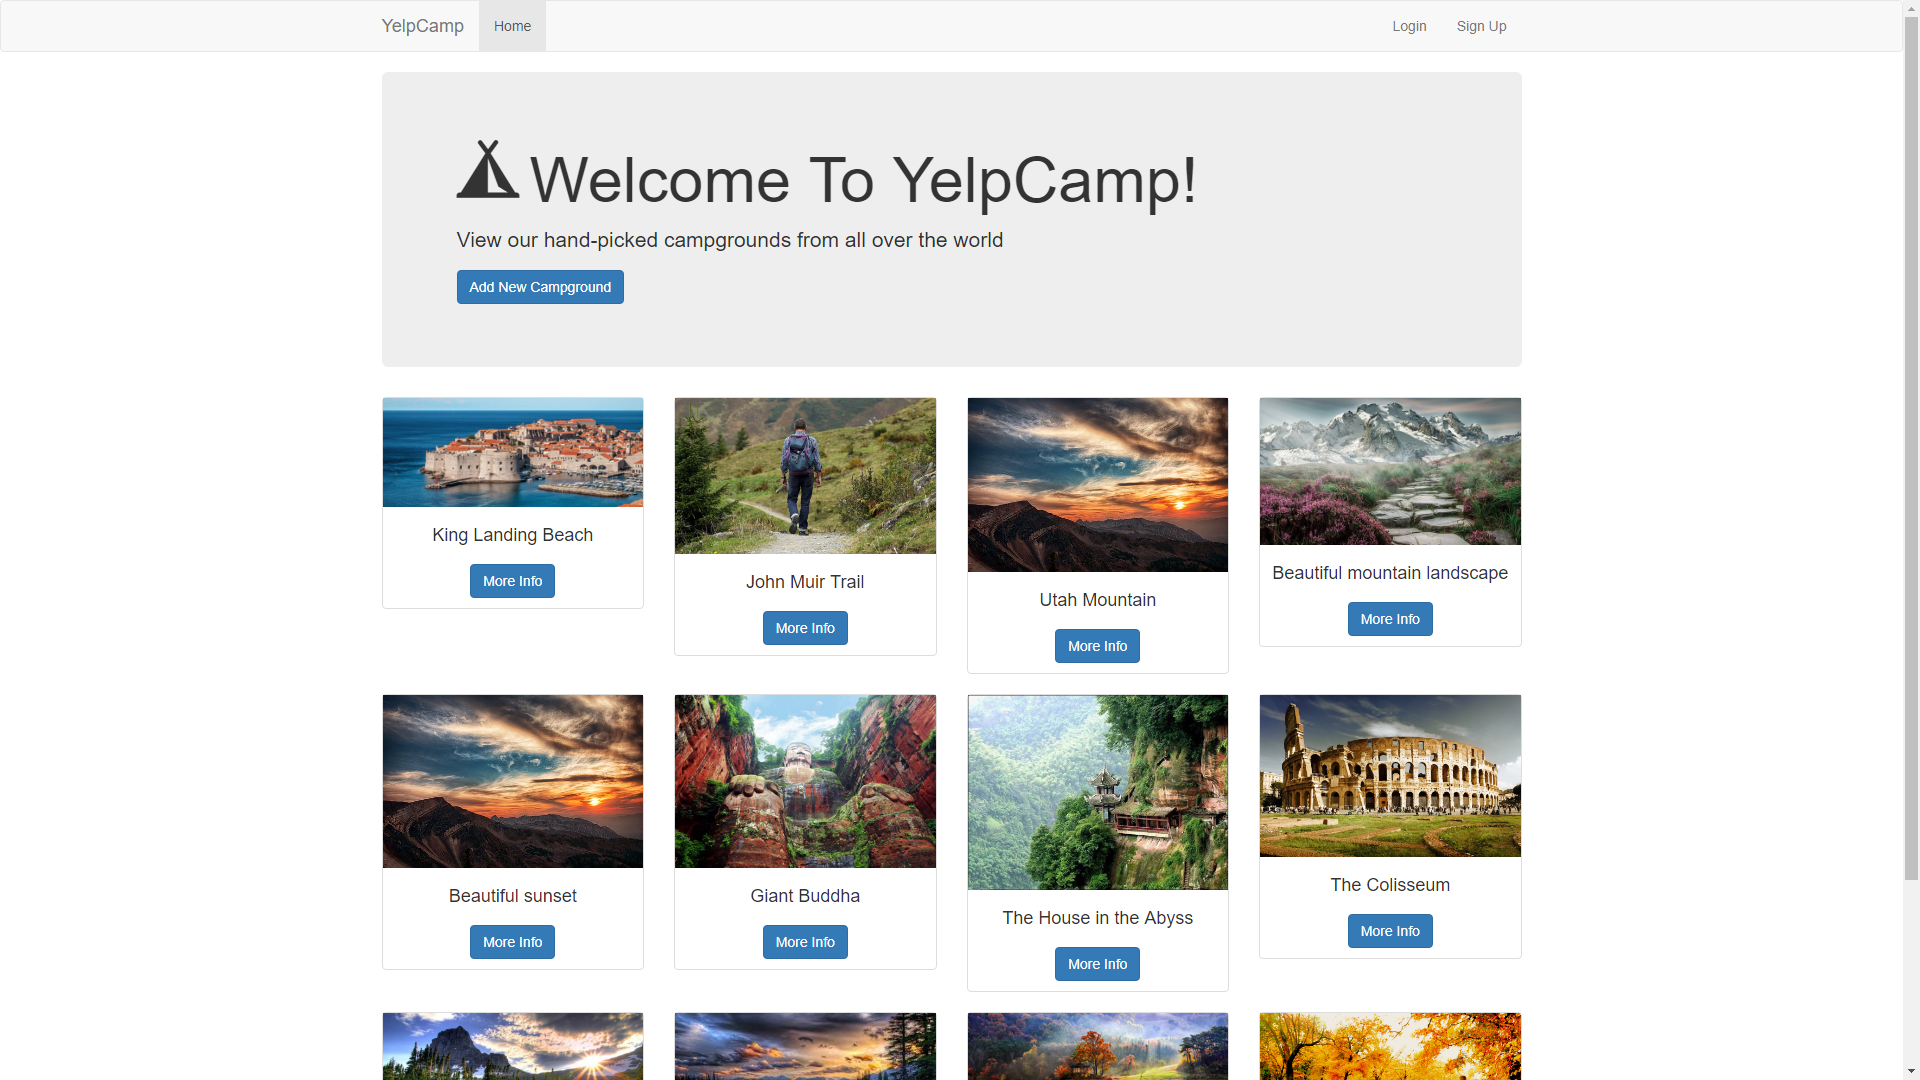 YelpCamp Home Login Sign Up
Welcome To YelpCamp!
View our hand-picked campgrounds from all over the world
Add New Campground
King Landing Beach
More Info
John Muir Trail
More Info
Utah Mountain
More Info
Beautiful mountain landscape
More Info
Beautiful sunset
More Info
Giant Buddha
More Info
The House in the Abyss
More Info
The Colisseum
More Info